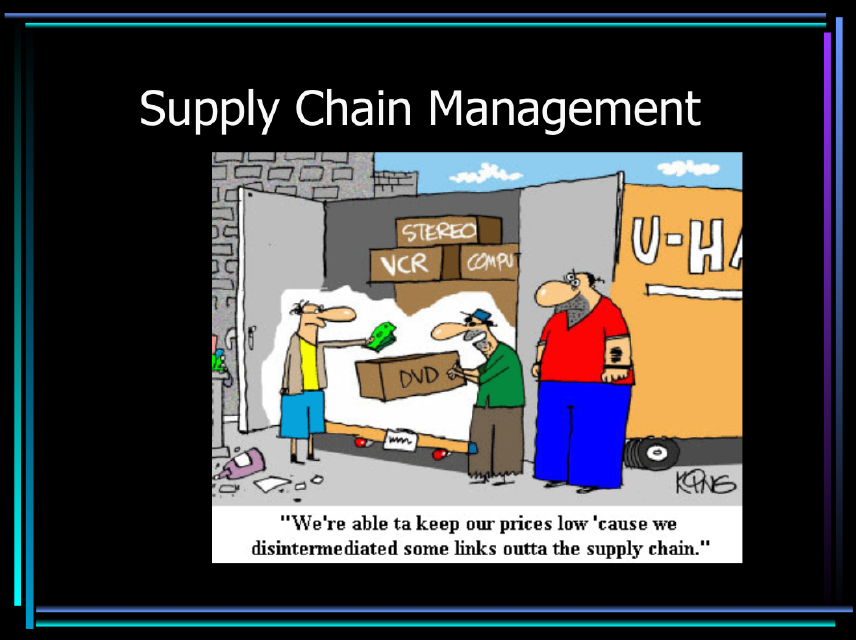 Supply Chain Management
STEREO
VCR
COMPU
U-HA
DVD
"We're able ta keep our prices low 'cause we
disintermediated some links outta the supply chain."